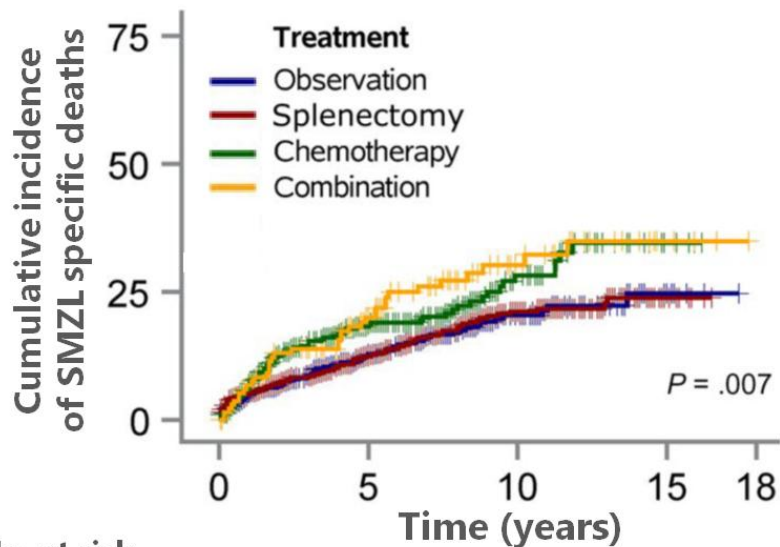 Cumulative incidence
of SMZL specific deaths
75
50
25
0
Treatment
Observation
Splenectomy
Chemotherapy
Combination
P = .007
0 5 10 15 18
Time (years)